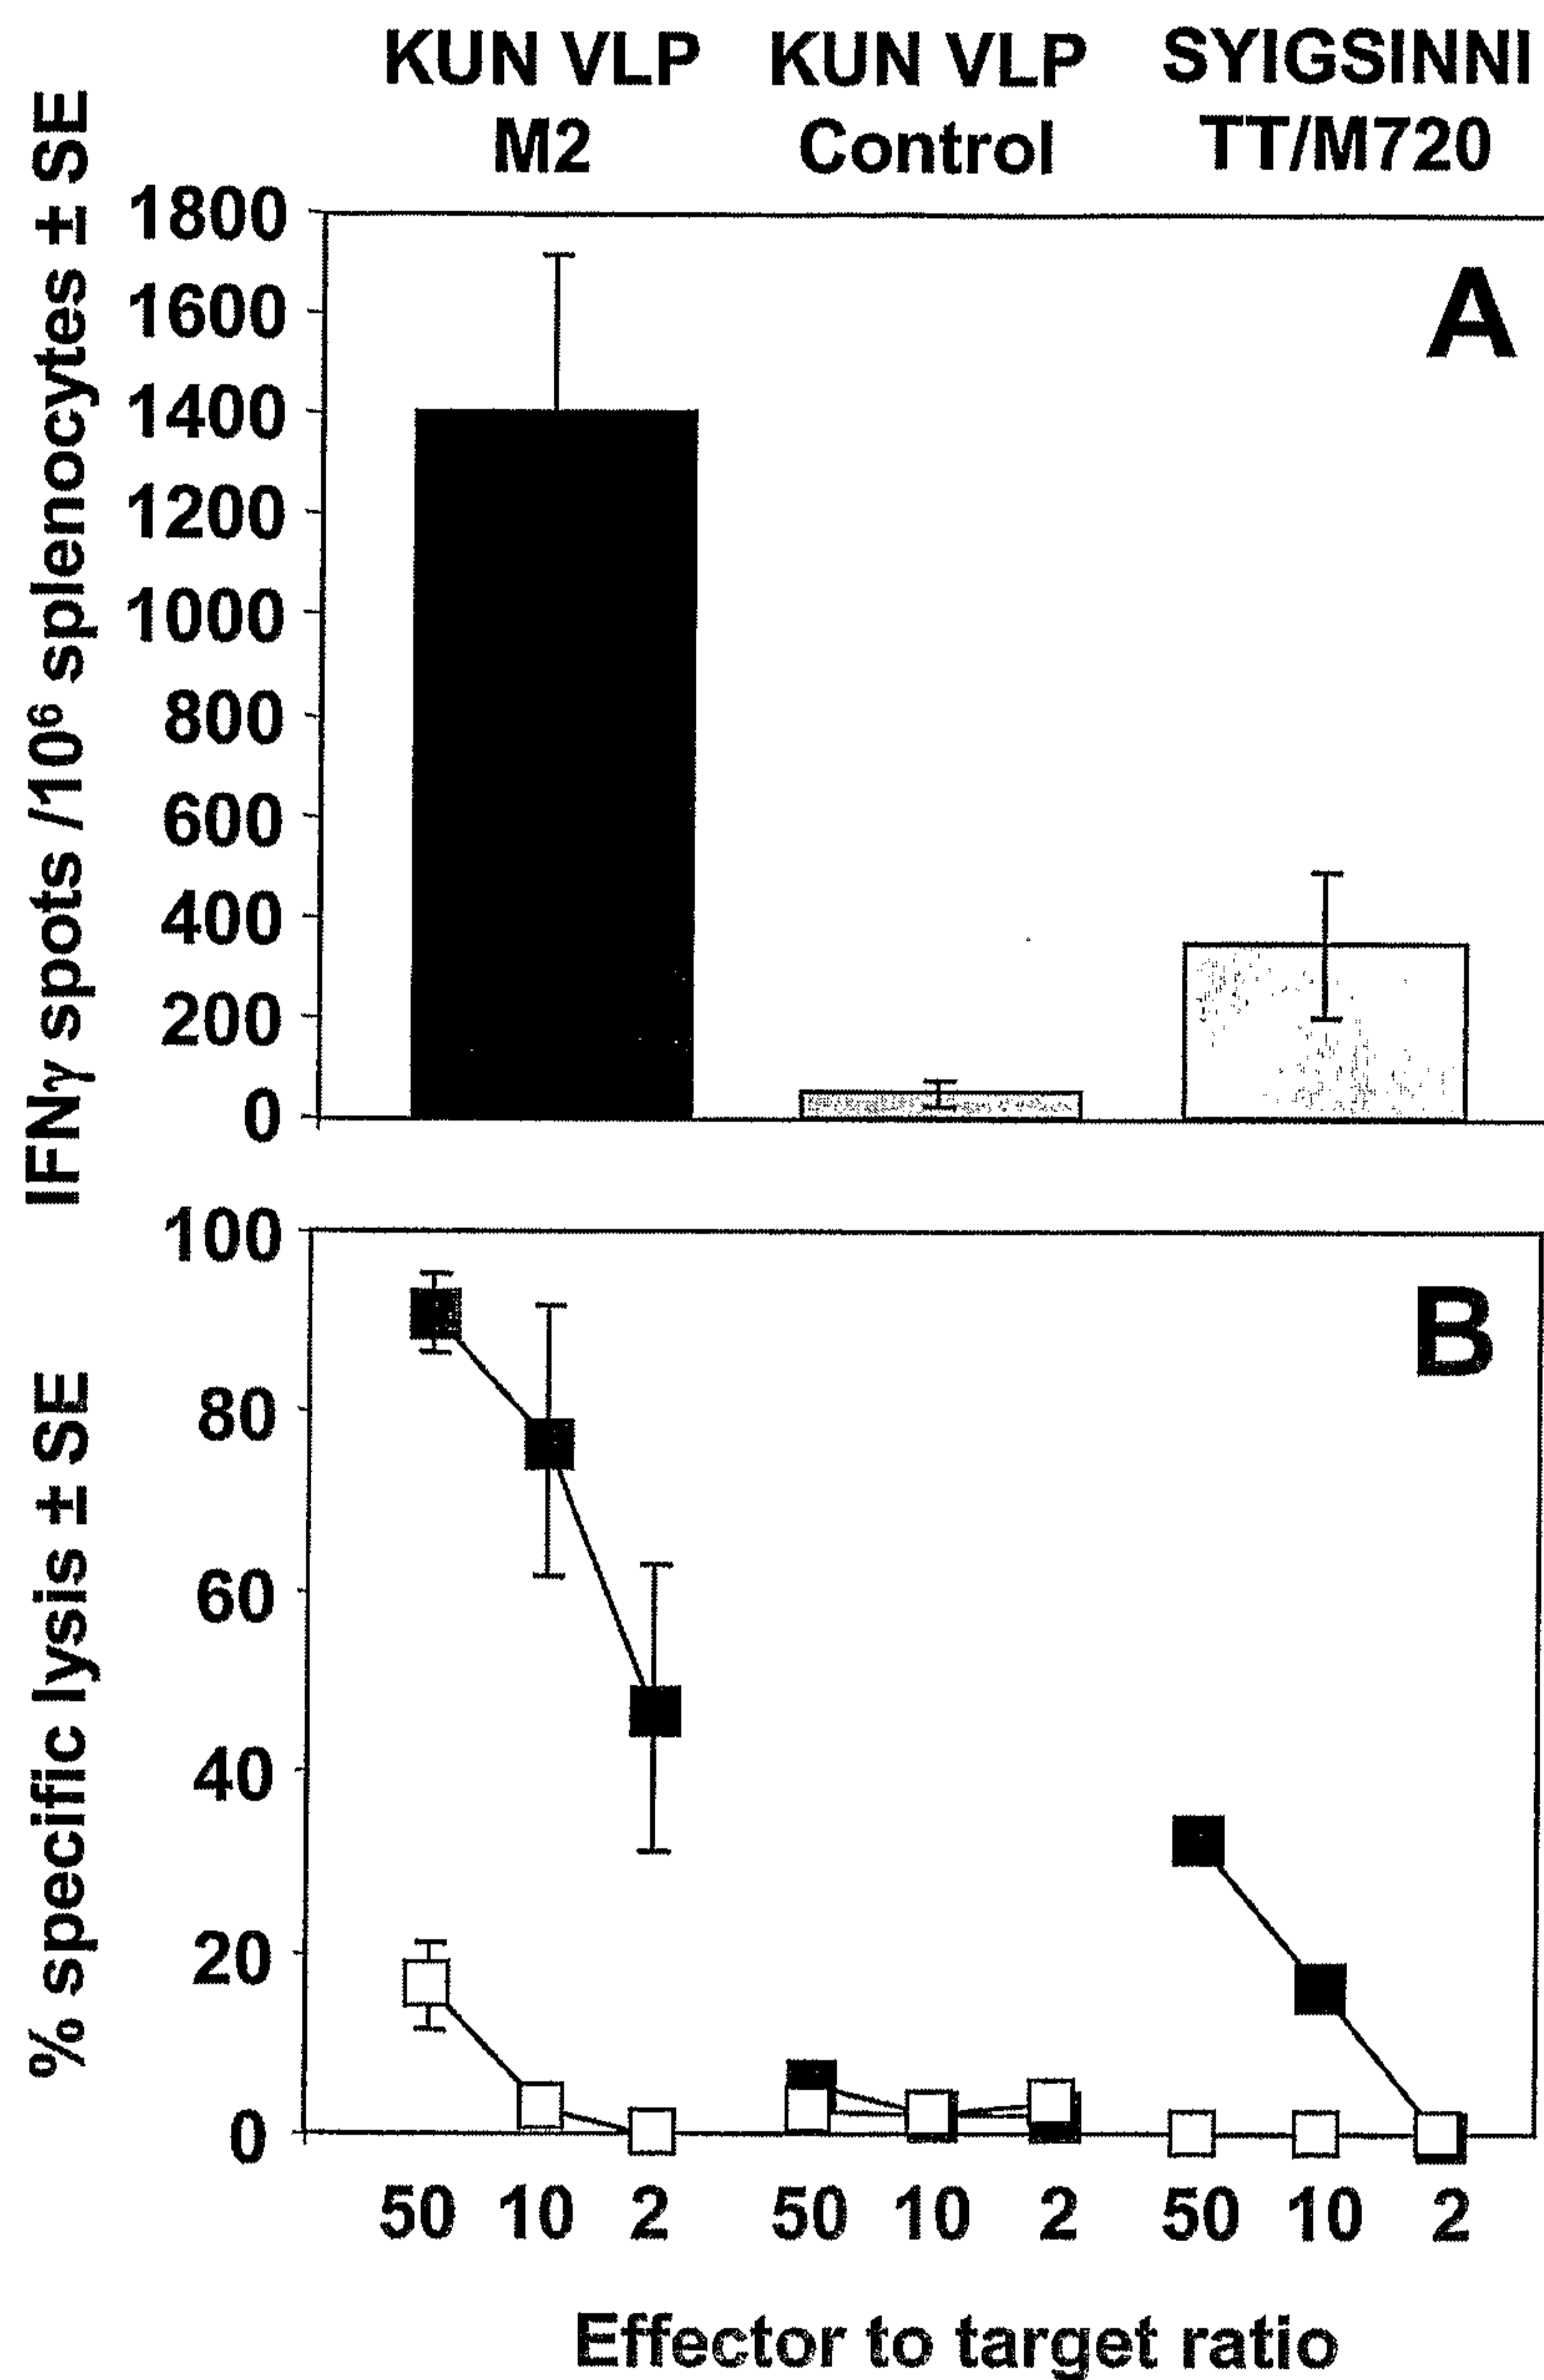 KUN VLP M2
KUN VLP Control
SYIGSINNI TT/M720
IFNγ spots /10⁶ splenocytes ± SE
1800
1600
1400
1200
1000
800
600
400
200
0
A
% specific lysis ± SE
100
80
60
40
20
0
B
50 10 2 50 10 2 50 10 2
Effector to target ratio